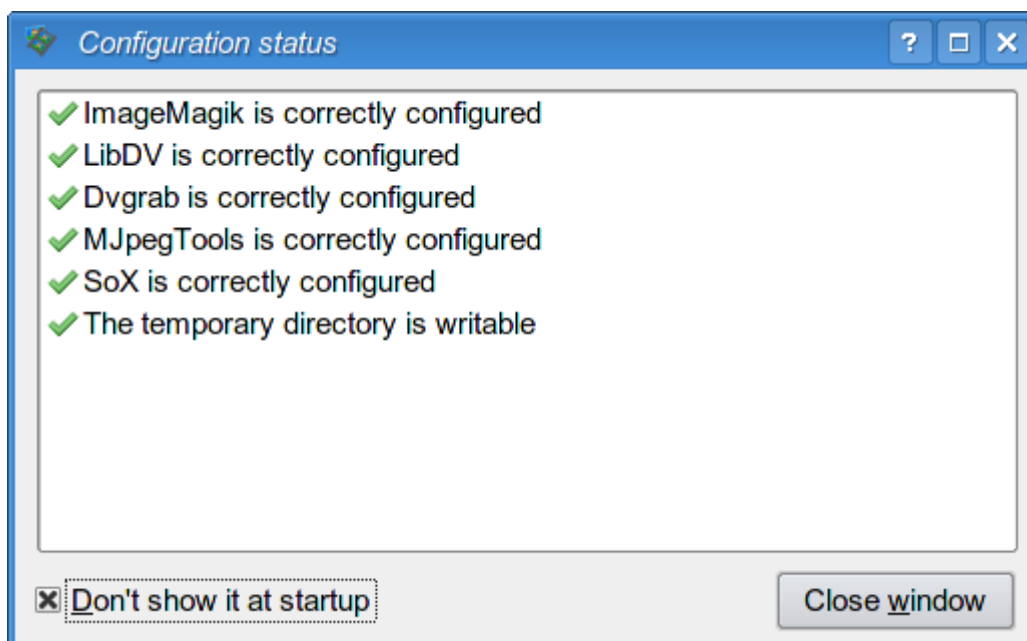 Configuration status
ImageMagik is correctly configured
LibDV is correctly configured
Dvgrab is correctly configured
MJpegTools is correctly configured
SoX is correctly configured
The temporary directory is writable
Don't show it at startup
Close window